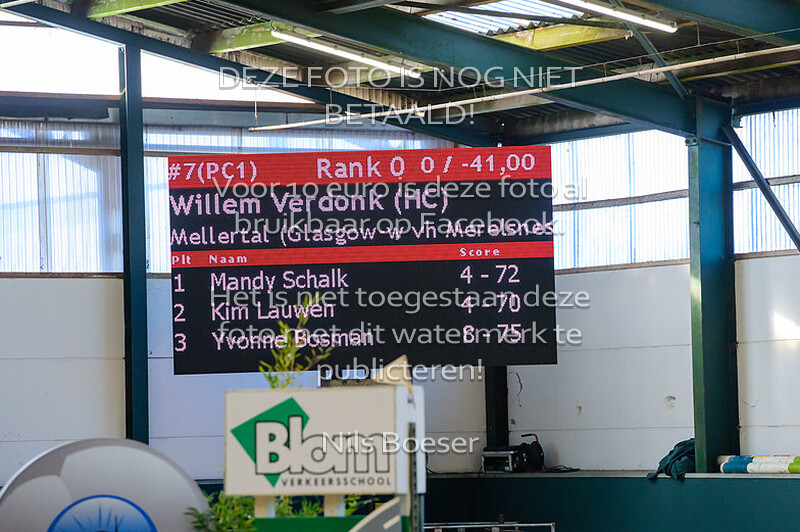 DEZE FOTO IS NOG NIET
BETAALD!
#7(PC1) Rank 0 0 / -41,00
Voor 10 euro is deze foto al
Willem Verdonk (HC)
bruikbaar op Facebook.
Mellertal (Glasgow-w vh Merelsnes
Plt Naam Score
1 Mandy Schalk 4 - 72
Het is niet toegestaan deze
2 Kim Lauwen 4 - 70
foto met dit watermerk te
3 Yvonne Bosman 8 - 75
publiceren!
Blom
VERKEERSSCHOOL
Nils Boeser